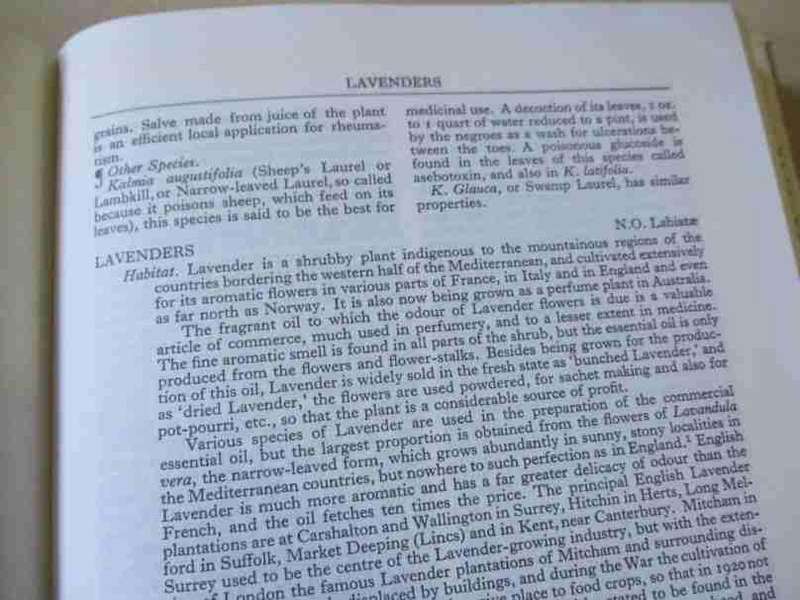 LAVENDERS
grains. Salve made from juice of the plant
is an efficient local application for rheuma-
tism.
¶ Other Species.
Kalmia augustifolia (Sheep's Laurel or
Lambkill, or Narrow-leaved Laurel, so called
because it poisons sheep, which feed on its
leaves), this species is said to be the best for
medicinal use. A decoction of its leaves, 1 oz.
to 1 quart of water reduced to a pint, is used
by the negroes as a wash for ulcerations be-
tween the toes. A poisonous glucoside is
found in the leaves of this species called
asebotoxin, and also in K. latifolia.
K. Glauca, or Swamp Laurel, has similar
properties.
LAVENDERS
N.O. Labiatæ
Habitat. Lavender is a shrubby plant indigenous to the mountainous regions of the
countries bordering the western half of the Mediterranean, and cultivated extensively
for its aromatic flowers in various parts of France, in Italy and in England and even
as far north as Norway. It is also now being grown as a perfume plant in Australia.
The fragrant oil to which the odour of Lavender flowers is due is a valuable
article of commerce, much used in perfumery, and to a lesser extent in medicine.
The fine aromatic smell is found in all parts of the shrub, but the essential oil is only
produced from the flowers and flower-stalks. Besides being grown for the produc-
tion of this oil, Lavender is widely sold in the fresh state as 'bunched Lavender,' and
as 'dried Lavender,' the flowers are used powdered, for sachet making and also for
pot-pourri, etc., so that the plant is a considerable source of profit.
Various species of Lavender are used in the preparation of the commercial
essential oil, but the largest proportion is obtained from the flowers of Lavandula
vera, the narrow-leaved form, which grows abundantly in sunny, stony localities in
the Mediterranean countries, but nowhere to such perfection as in England.¹ English
Lavender is much more aromatic and has a far greater delicacy of odour than the
French, and the oil fetches ten times the price. The principal English Lavender
plantations are at Carshalton and Wallington in Surrey, Hitchin in Herts, Long Mel-
ford in Suffolk, Market Deeping (Lincs) and in Kent, near Canterbury. Mitcham in
Surrey used to be the centre of the Lavender-growing industry, but with the exten-
of London the famous Lavender plantations of Mitcham and surrounding dis-
displaced by buildings, and during the War the cultivation of
place to food crops, so that in 1920 not
stated to be found in the
and